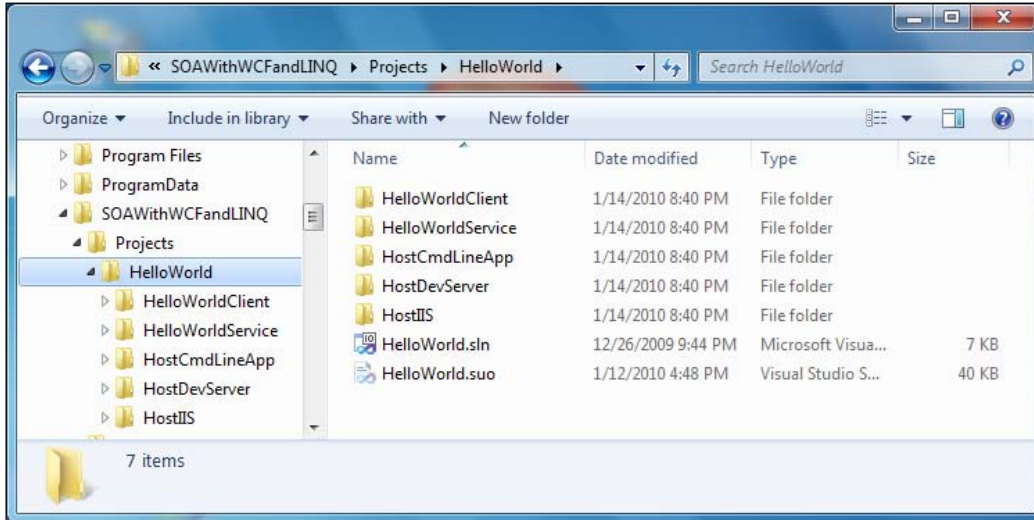 « SOAWithWCFandLINQ Projects HelloWorld Search HelloWorld
Organize Include in library Share with New folder
Program Files
ProgramData
SOAWithWCFandLINQ
Projects
HelloWorld
HelloWorldClient
HelloWorldService
HostCmdLineApp
HostDevServer
HostIIS
Name Date modified Type Size
HelloWorldClient 1/14/2010 8:40 PM File folder
HelloWorldService 1/14/2010 8:40 PM File folder
HostCmdLineApp 1/14/2010 8:40 PM File folder
HostDevServer 1/14/2010 8:40 PM File folder
HostIIS 1/14/2010 8:40 PM File folder
HelloWorld.sln 12/26/2009 9:44 PM Microsoft Visua... 7 KB
HelloWorld.suo 1/12/2010 4:48 PM Visual Studio S... 40 KB
7 items